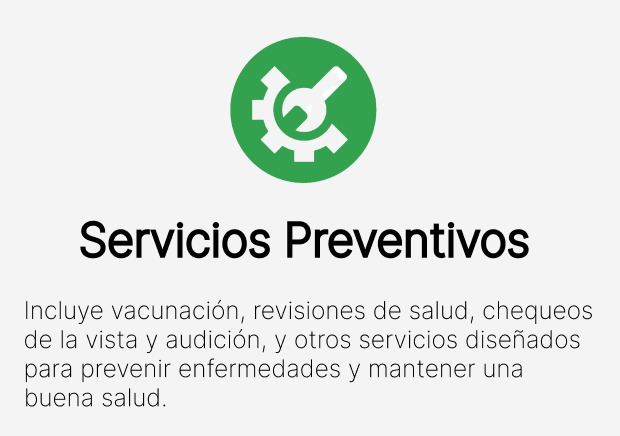 Servicios Preventivos
Incluye vacunación, revisiones de salud, chequeos
de la vista y audición, y otros servicios diseñados
para prevenir enfermedades y mantener una
buena salud.